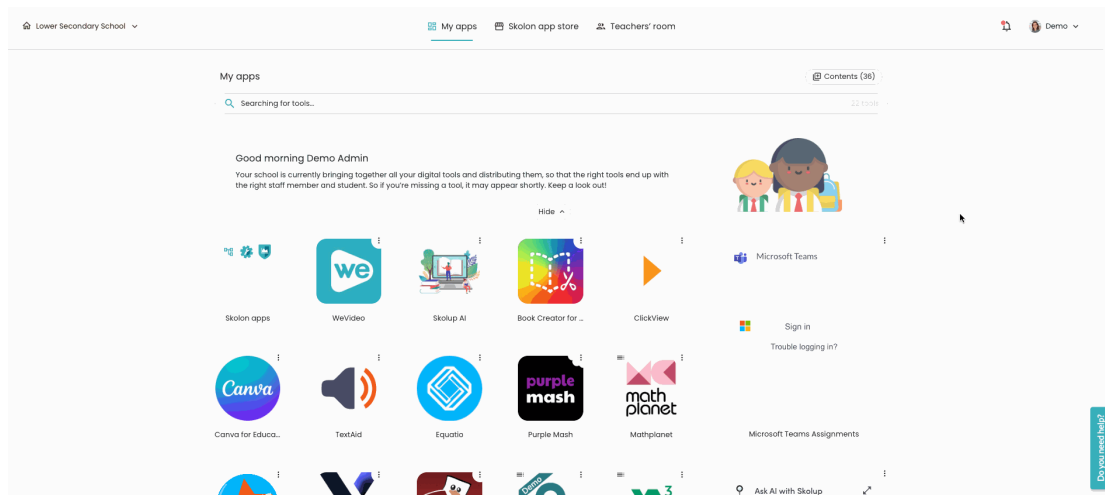 Lower Secondary School
My apps
Skolon app store
Teachers' room
Demo
My apps
Contents (36)
Searching for tools...
Good morning Demo Admin
Your school is currently bringing together all your digital tools and distributing them, so that the right tools end up with
the right staff member and student. So if you're missing a tool, it may appear shortly. Keep a look out!
Hide
we
Microsoft Teams
Skolon apps
WeVideo
Skolup AI
Book Creator for ...
ClickView
Sign in
Trouble logging in?
Canva
purple
mash
math
planet
Canva for Educa...
TextAid
Equatio
Purple Mash
Mathplanet
Microsoft Teams Assignments
Demo
3
Ask AI with Skolup
Do you need help?